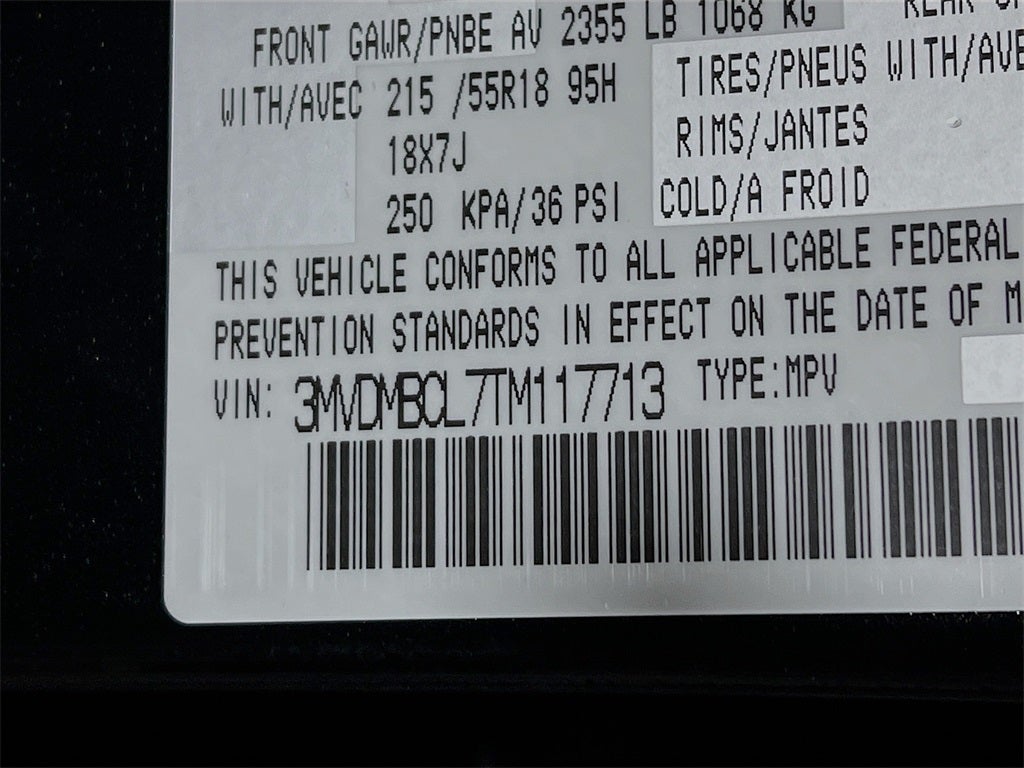 FRONT GAWR/PNBE AV 2355 LB 1068 KG REAR
WITH/AVEC 215 /55R18 95H TIRES/PNEUS WITH/AVE
18X7J RIMS/JANTES
250 KPA/36 PSI COLD/A FROID
THIS VEHICLE CONFORMS TO ALL APPLICABLE FEDERAL
PREVENTION STANDARDS IN EFFECT ON THE DATE OF M
VIN: 3MVDMBCL7TM117713 TYPE:MPV